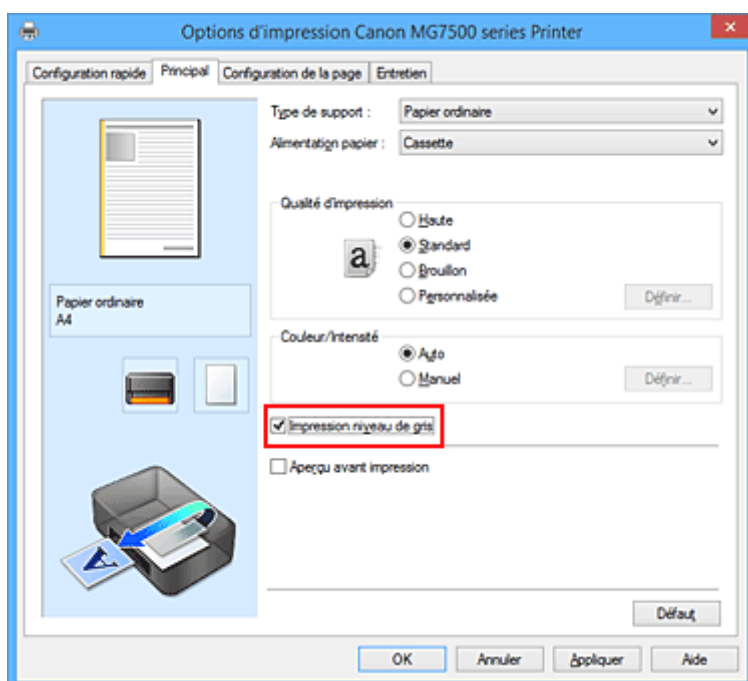 Options d'impression Canon MG7500 series Printer
Configuration rapide Principal Configuration de la page Entretien
Type de support : Papier ordinaire
Alimentation papier : Cassette
Qualité d'impression
Haute
a
Standard
Brouillon
Personnalisée Définir...
Papier ordinaire
A4
Couleur/Intensité
Auto
Manuel Définir...
Impression niveau de gris
Aperçu avant impression
A
Défaut
OK Annuler Appliquer Aide